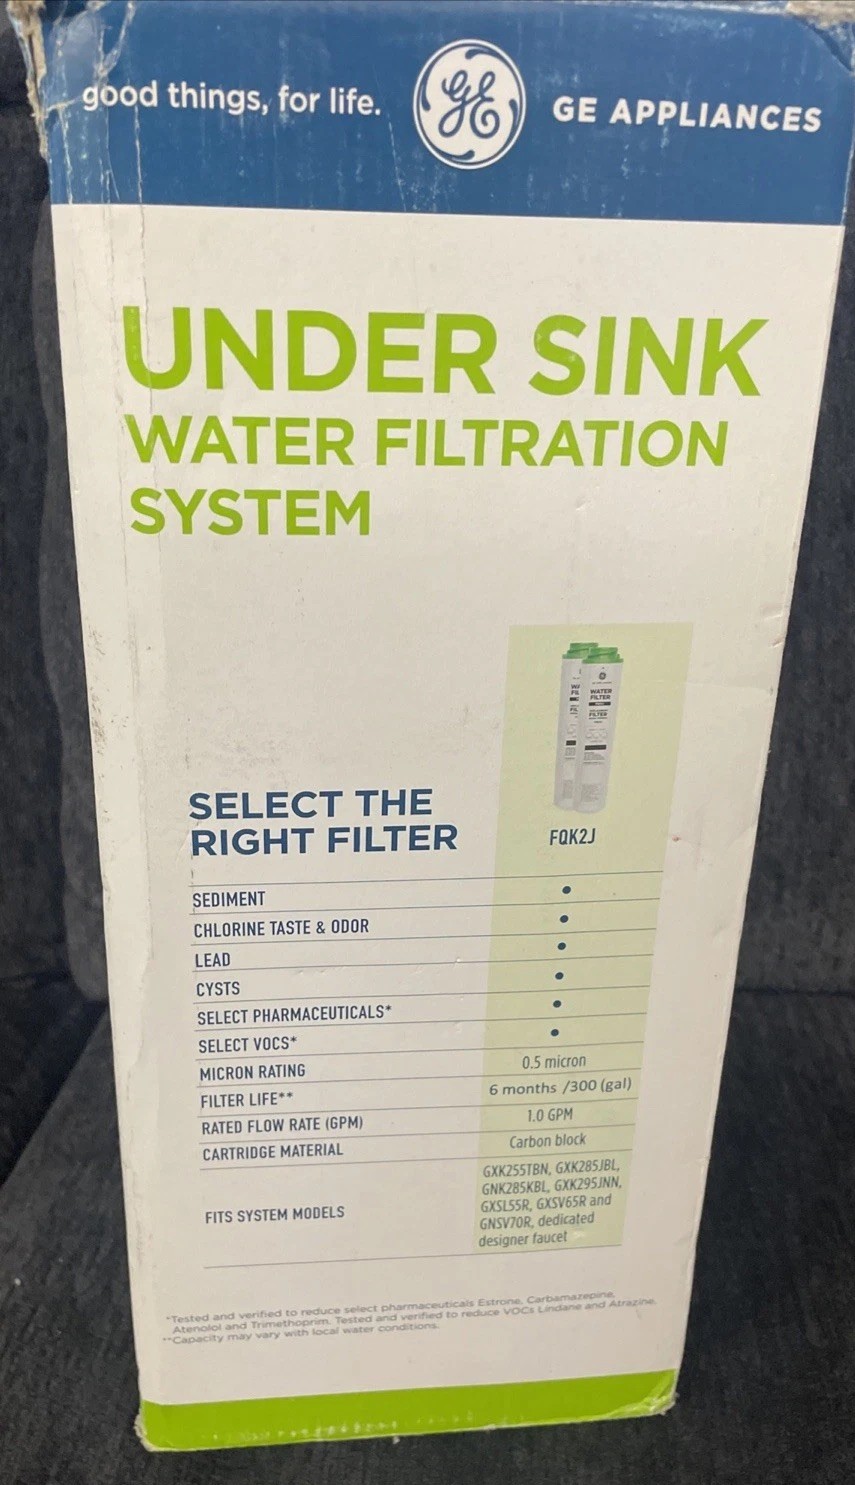 good things, for life. GE GE APPLIANCES
UNDER SINK
WATER FILTRATION
SYSTEM
WATER
FILTER
FILTER
SELECT THE
RIGHT FILTER
FQK2J
SEDIMENT •
CHLORINE TASTE & ODOR •
LEAD •
CYSTS •
SELECT PHARMACEUTICALS* •
SELECT VOCS* •
MICRON RATING 0.5 micron
FILTER LIFE** 6 months /300 (gal)
RATED FLOW RATE (GPM) 1.0 GPM
CARTRIDGE MATERIAL Carbon block
FITS SYSTEM MODELS
GXK255TBN, GXK285JBL,
GNK285KBL, GXK295JNN,
GXSL55R, GXSV65R and
GNSV70R, dedicated
designer faucet
*Tested and verified to reduce select pharmaceuticals Estrone, Carbamazepine,
Atenolol and Trimethoprim. Tested and verified to reduce VOCs Lindane and Atrazine.
**Capacity may vary with local water conditions.